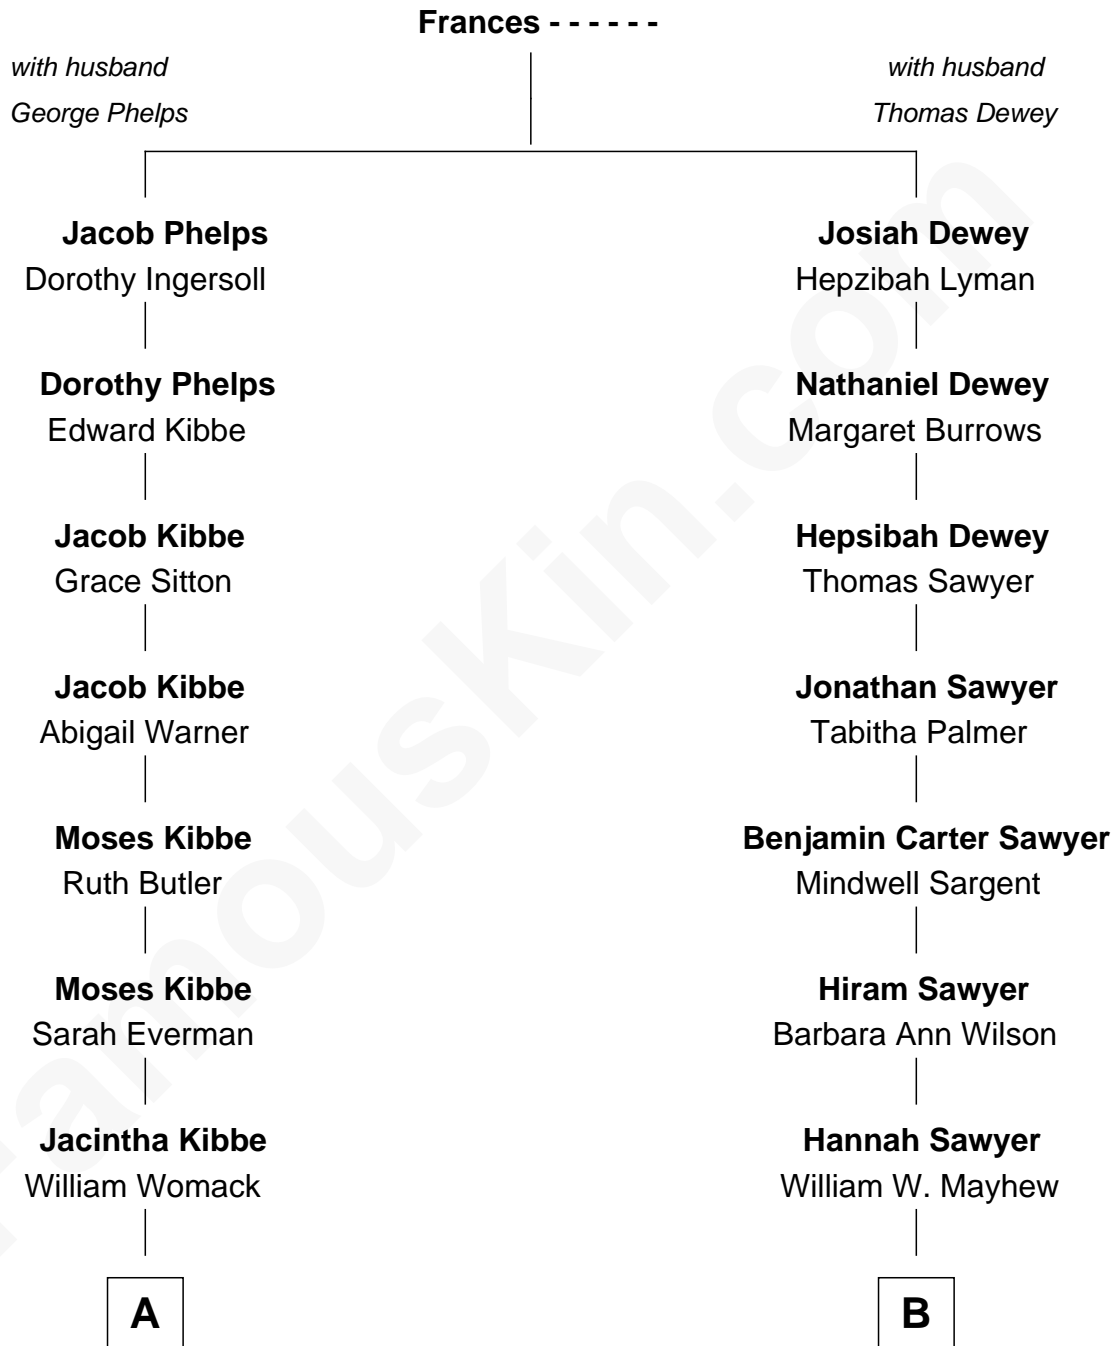 Frances - - - - - -
with husband
George Phelps
with husband
Thomas Dewey
Jacob Phelps
Dorothy Ingersoll
Dorothy Phelps
Edward Kibbe
Jacob Kibbe
Grace Sitton
Jacob Kibbe
Abigail Warner
Moses Kibbe
Ruth Butler
Moses Kibbe
Sarah Everman
Jacintha Kibbe
William Womack
A
Josiah Dewey
Hepzibah Lyman
Nathaniel Dewey
Margaret Burrows
Hepsibah Dewey
Thomas Sawyer
Jonathan Sawyer
Tabitha Palmer
Benjamin Carter Sawyer
Mindwell Sargent
Hiram Sawyer
Barbara Ann Wilson
Hannah Sawyer
William W. Mayhew
B
FamousKin.com